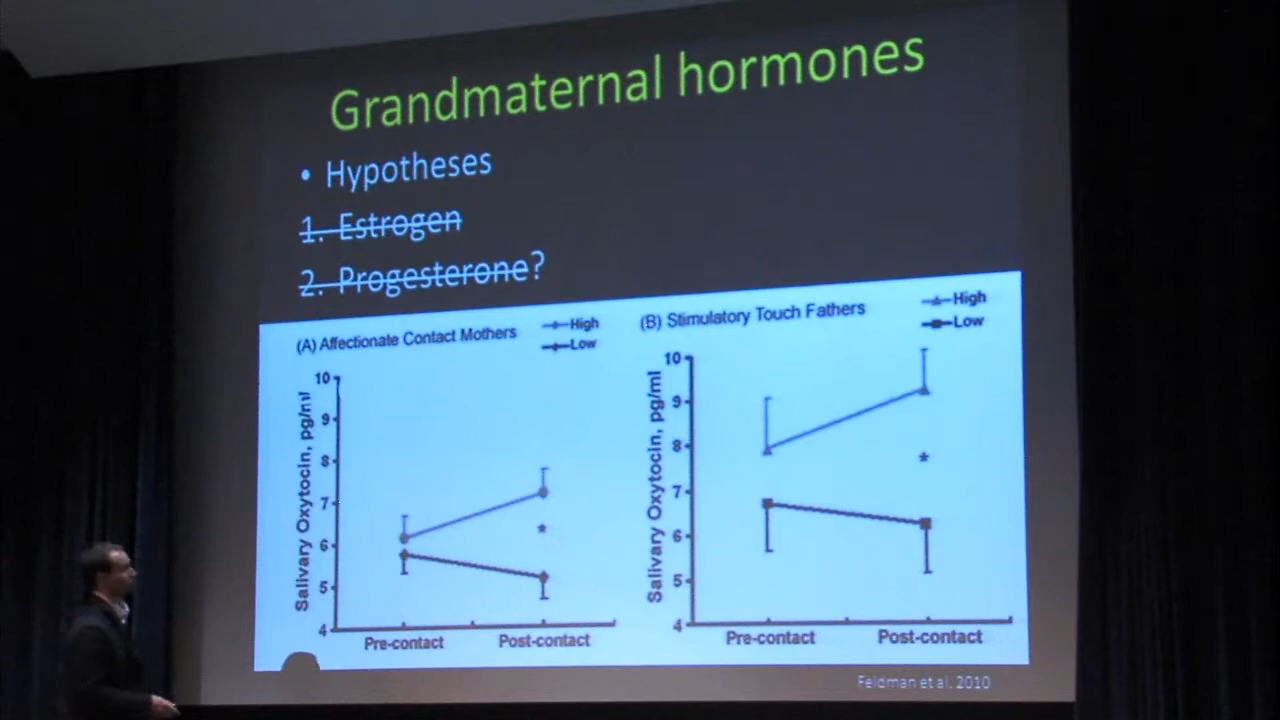 Grandmaternal hormones
• Hypotheses
1. Estrogen
2. Progesterone?
(A) Affectionate Contact Mothers
High
Low
Salivary Oxytocin, pg/ml
10
9
8
7
6
5
4
Pre-contact Post-contact
(B) Stimulatory Touch Fathers
High
Low
Salivary Oxytocin, pg/ml
10
9
8
7
6
5
4
*
*
Pre-contact Post-contact
Feldman et al. 2010